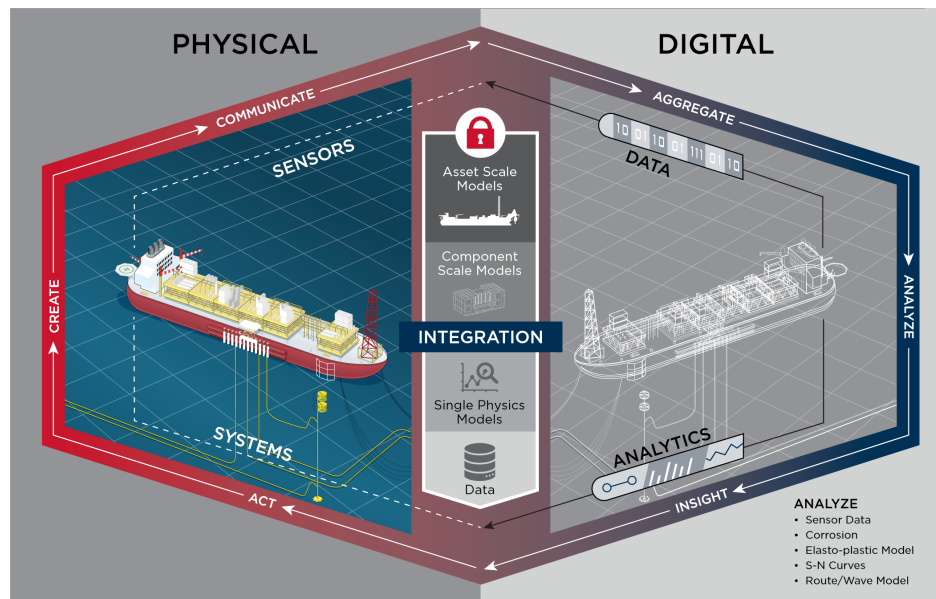 PHYSICAL
DIGITAL
COMMUNICATE
AGGREGATE
SENSORS
10 01 10 01 111 01 10
DATA
Asset Scale
Models
Component
Scale Models
CREATE
ANALYZE
INTEGRATION
Single Physics
Models
Data
SYSTEMS
ANALYTICS
ACT
INSIGHT
ANALYZE
• Sensor Data
• Corrosion
• Elasto-plastic Model
• S-N Curves
• Route/Wave Model